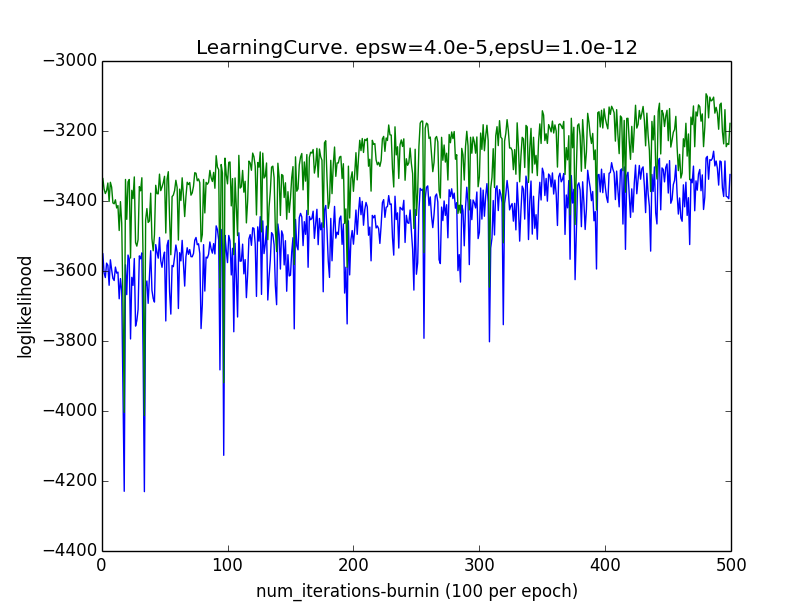 LearningCurve. epsw=4.0e-5,epsU=1.0e-12
−3000
−3200
−3400
−3600
−3800
−4000
−4200
−4400
loglikelihood
0 100 200 300 400 500
num_iterations-burnin (100 per epoch)